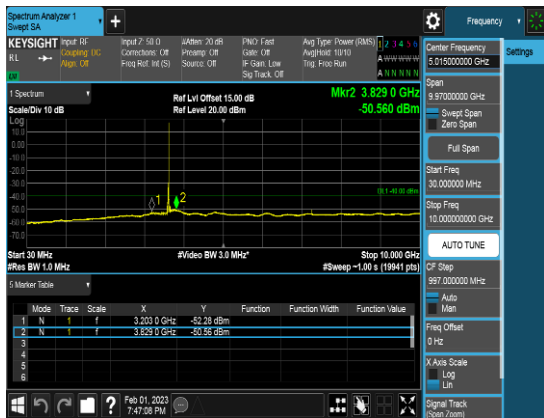 Spectrum Analyzer 1
Swept SA
Frequency
KEYSIGHT
Input: RF
Coupling: DC
Align: Off
Input Z: 50 Ω
Corrections: Off
Freq Ref: Int (S)
#Atten: 20 dB
Preamp: Off
Source: Off
PNO: Fast
Gate: Off
IF Gain: Low
Sig Track: Off
Avg Type: Power (RMS)
Avg|Hold: 10/10
Trig: Free Run
1 2 3 4 5 6
A W W W W W
A N N N N N
RL
Center Frequency
5.015000000 GHz
Settings
Span
9.97000000 GHz
Swept Span
Zero Span
Full Span
Start Freq
30.000000 MHz
Stop Freq
10.000000000 GHz
AUTO TUNE
CF Step
997.000000 MHz
Auto
Man
Freq Offset
0 Hz
X Axis Scale
Log
Lin
Signal Track
(Span Zoom)
1 Spectrum
Scale/Div 10 dB
Ref Lvl Offset 15.00 dB
Ref Level 20.00 dBm
Mkr2 3.829 0 GHz
-50.560 dBm
Log
10.0
0.00
-10.0
-20.0
-30.0
-40.0
-50.0
-60.0
-70.0
1
2
DL1 -40.00 dBm
Start 30 MHz
#Res BW 1.0 MHz
#Video BW 3.0 MHz*
Stop 10.000 GHz
#Sweep ~1.00 s (19941 pts)
5 Marker Table
Mode Trace Scale X Y Function Function Width Function Value
1 N 1 f 3.203 0 GHz -52.28 dBm
2 N 1 f 3.829 0 GHz -50.56 dBm
3
4
5
6
Feb 01, 2023
7:47:08 PM